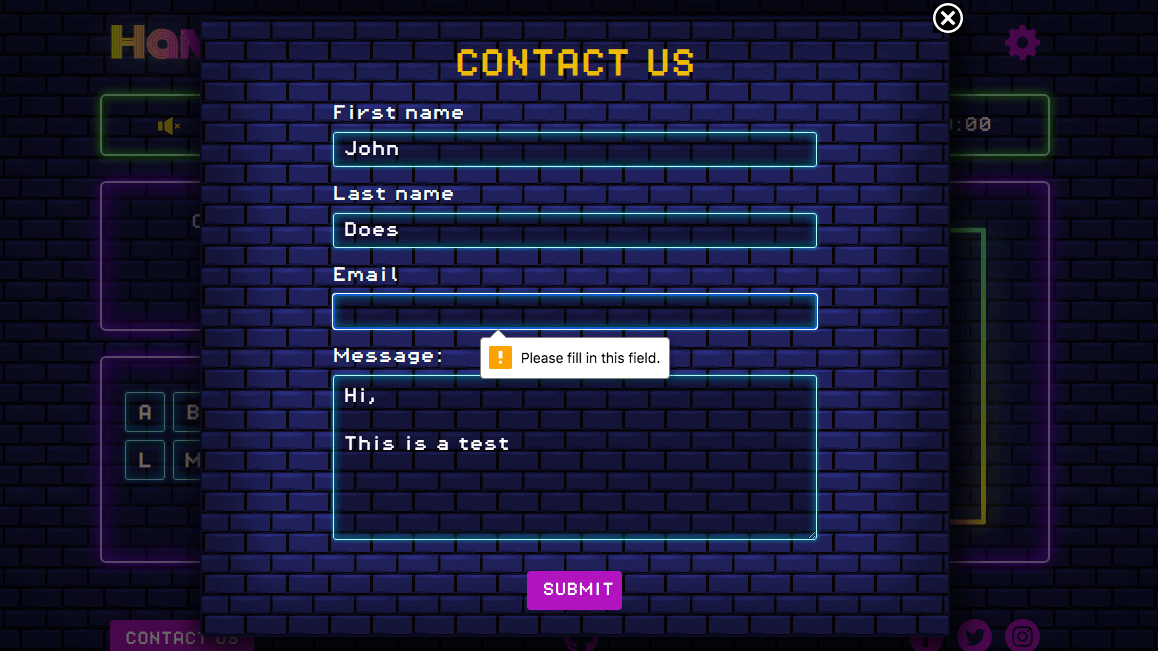 CONTACT US
First name
John
Last name
Does
Email
Please fill in this field.
Message:
Hi,
This is a test
A B
L M
SUBMIT
CONTACT US
:00